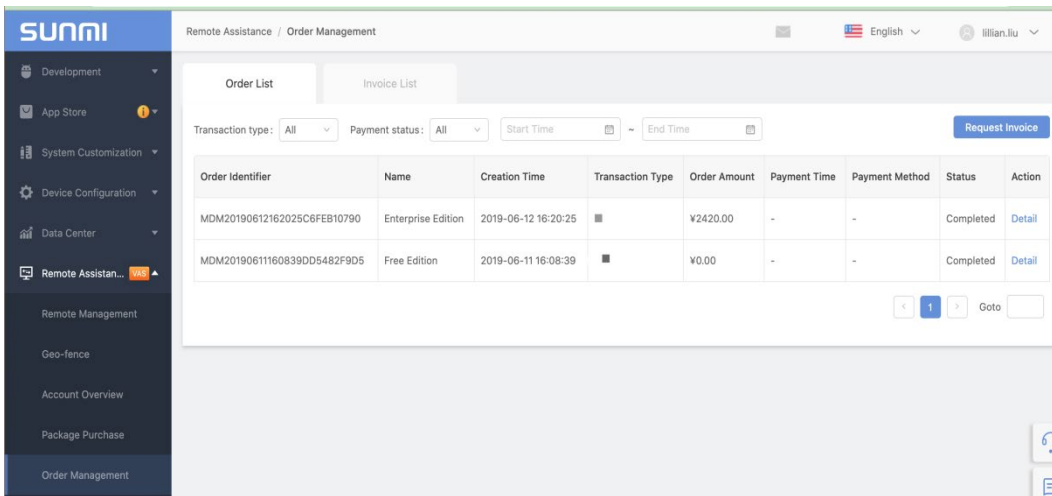 SUNMI
Remote Assistance / Order Management
English
lillian.liu
Development
App Store
System Customization
Device Configuration
Data Center
Remote Assistan... VAS
Remote Management
Geo-fence
Account Overview
Package Purchase
Order Management
Order List Invoice List
Transaction type: All Payment status: All Start Time ~ End Time Request Invoice
Order Identifier Name Creation Time Transaction Type Order Amount Payment Time Payment Method Status Action
MDM20190612162025C6FEB10790 Enterprise Edition 2019-06-12 16:20:25 ¥2420.00 - - Completed Detail
MDM20190611160839DD5482F9D5 Free Edition 2019-06-11 16:08:39 ¥0.00 - - Completed Detail
< 1 > Goto